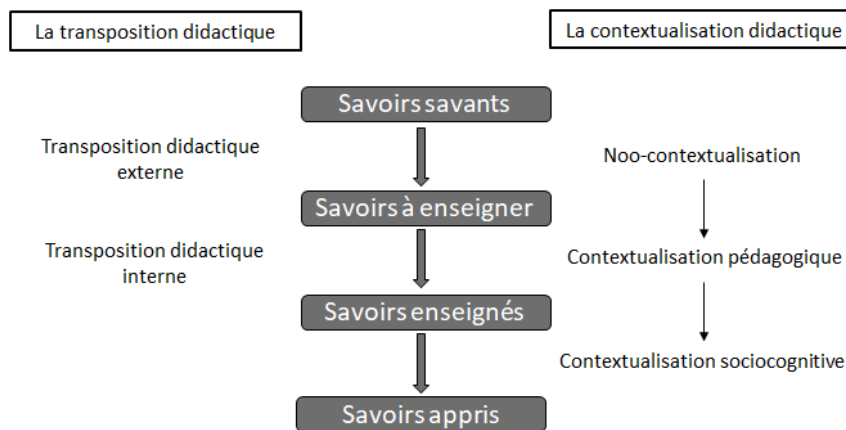 La transposition didactique
La contextualisation didactique
Savoirs savants
Transposition didactique
externe
Noo-contextualisation
Savoirs à enseigner
Transposition didactique
interne
Contextualisation pédagogique
Savoirs enseignés
Contextualisation sociocognitive
Savoirs appris